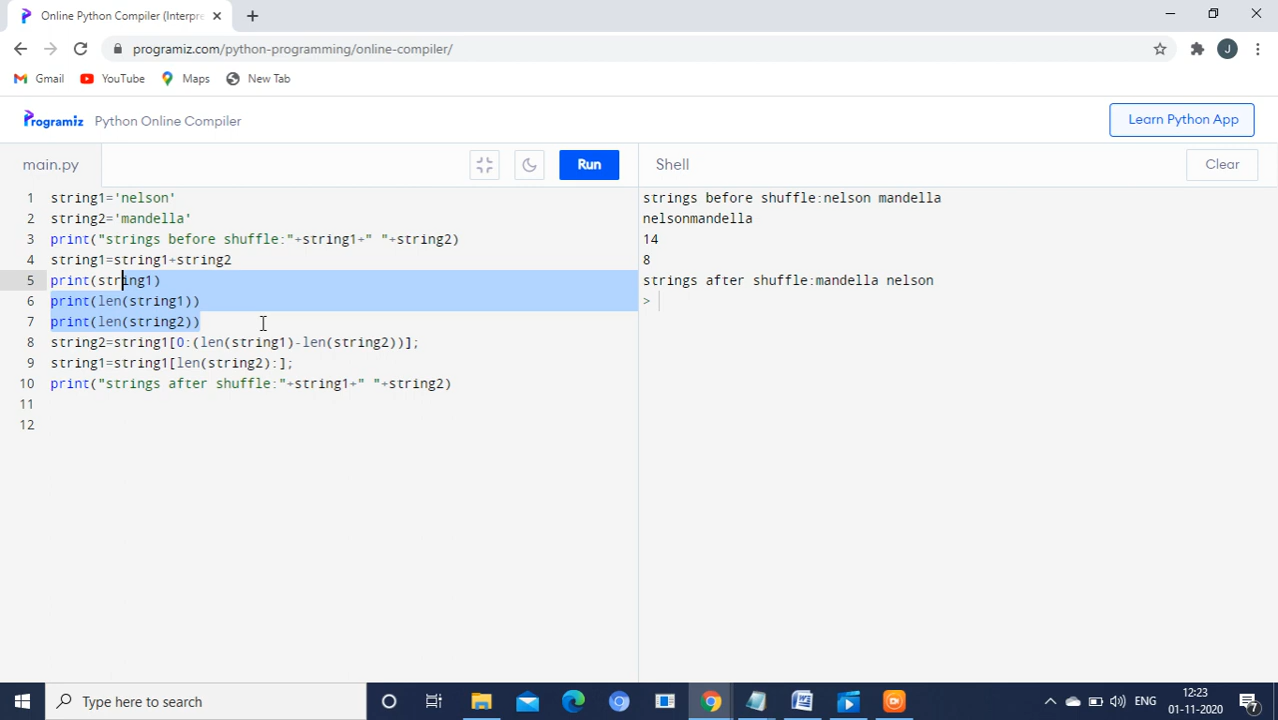 Online Python Compiler (Interpre
programiz.com/python-programming/online-compiler/
J
Gmail YouTube Maps New Tab
Programiz Python Online Compiler
Learn Python App
main.py
Run
Shell
Clear
1 string1='nelson'
2 string2='mandella'
3 print("strings before shuffle:"+string1+" "+string2)
4 string1=string1+string2
5 print(string1)
6 print(len(string1))
7 print(len(string2))
8 string2=string1[0:(len(string1)-len(string2))];
9 string1=string1[len(string2):];
10 print("strings after shuffle:"+string1+" "+string2)
11
12
strings before shuffle:nelson mandella
nelsonmandella
14
8
strings after shuffle:mandella nelson
>
Type here to search
ENG
12:23
01-11-2020
7